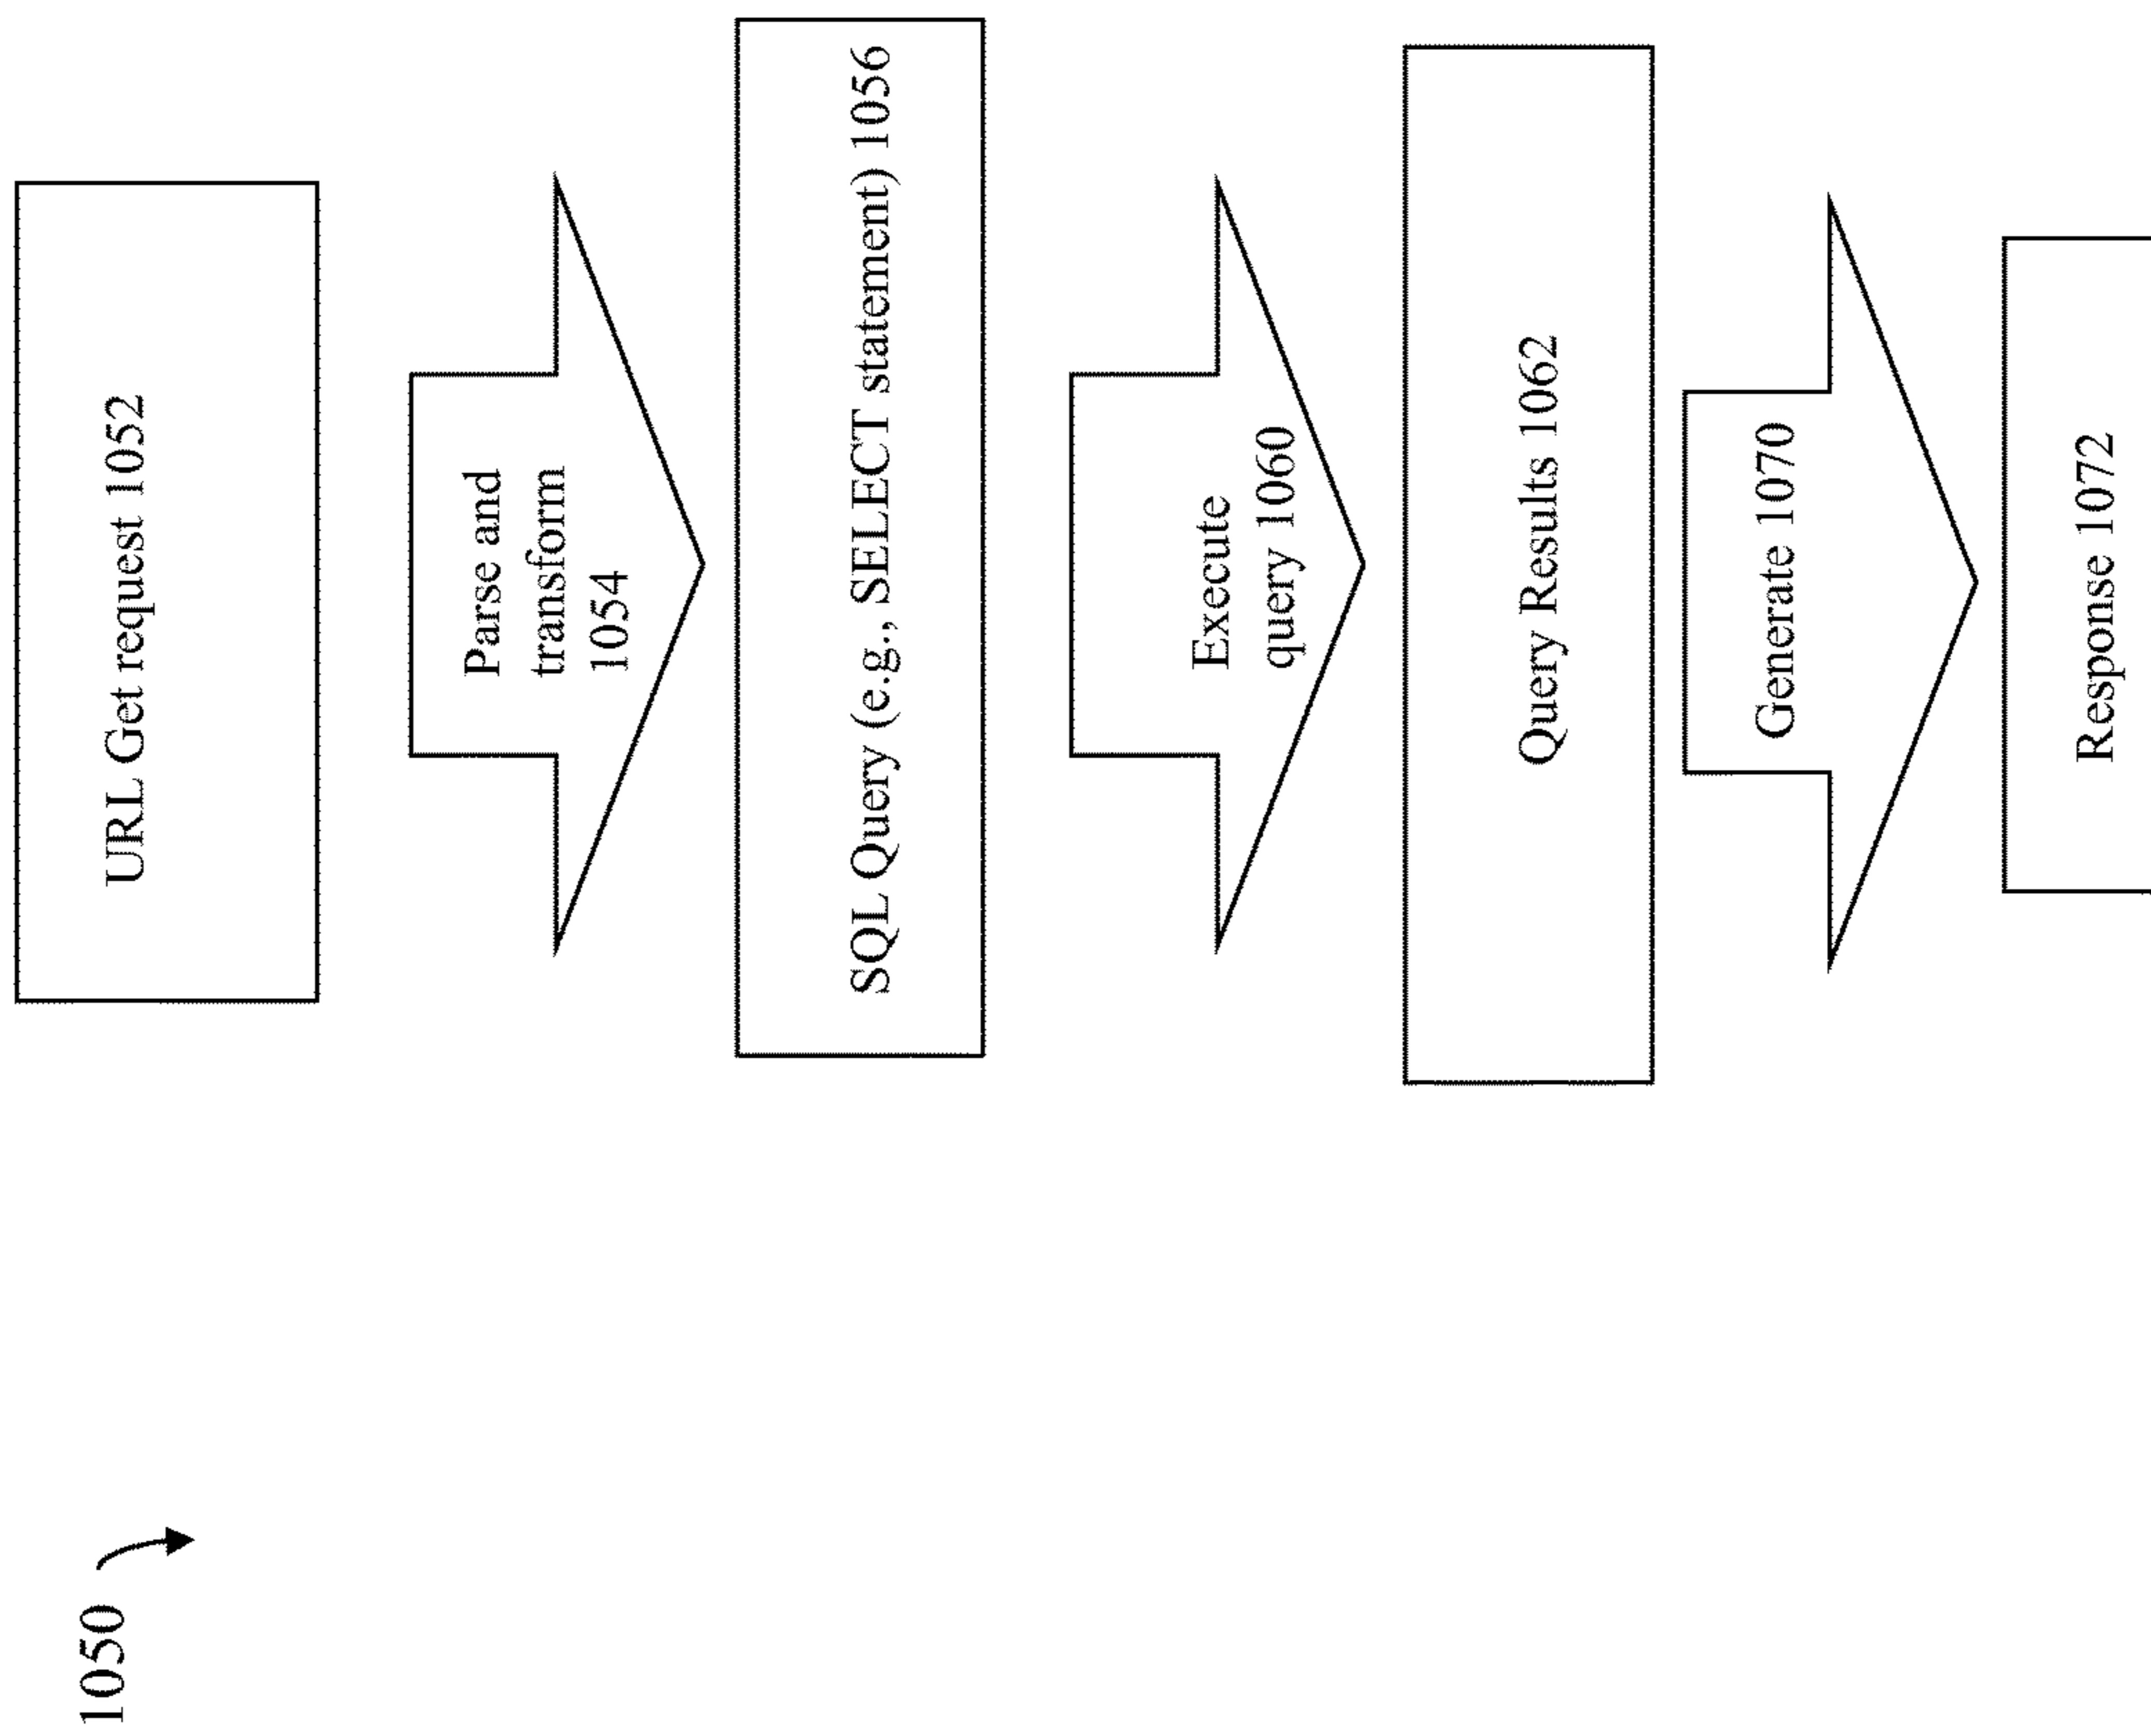 1050
URL Get request 1052
Parse and
transform
1054
SQL Query (e.g., SELECT statement) 1056
Execute
query 1060
Query Results 1062
Generate 1070
Response 1072